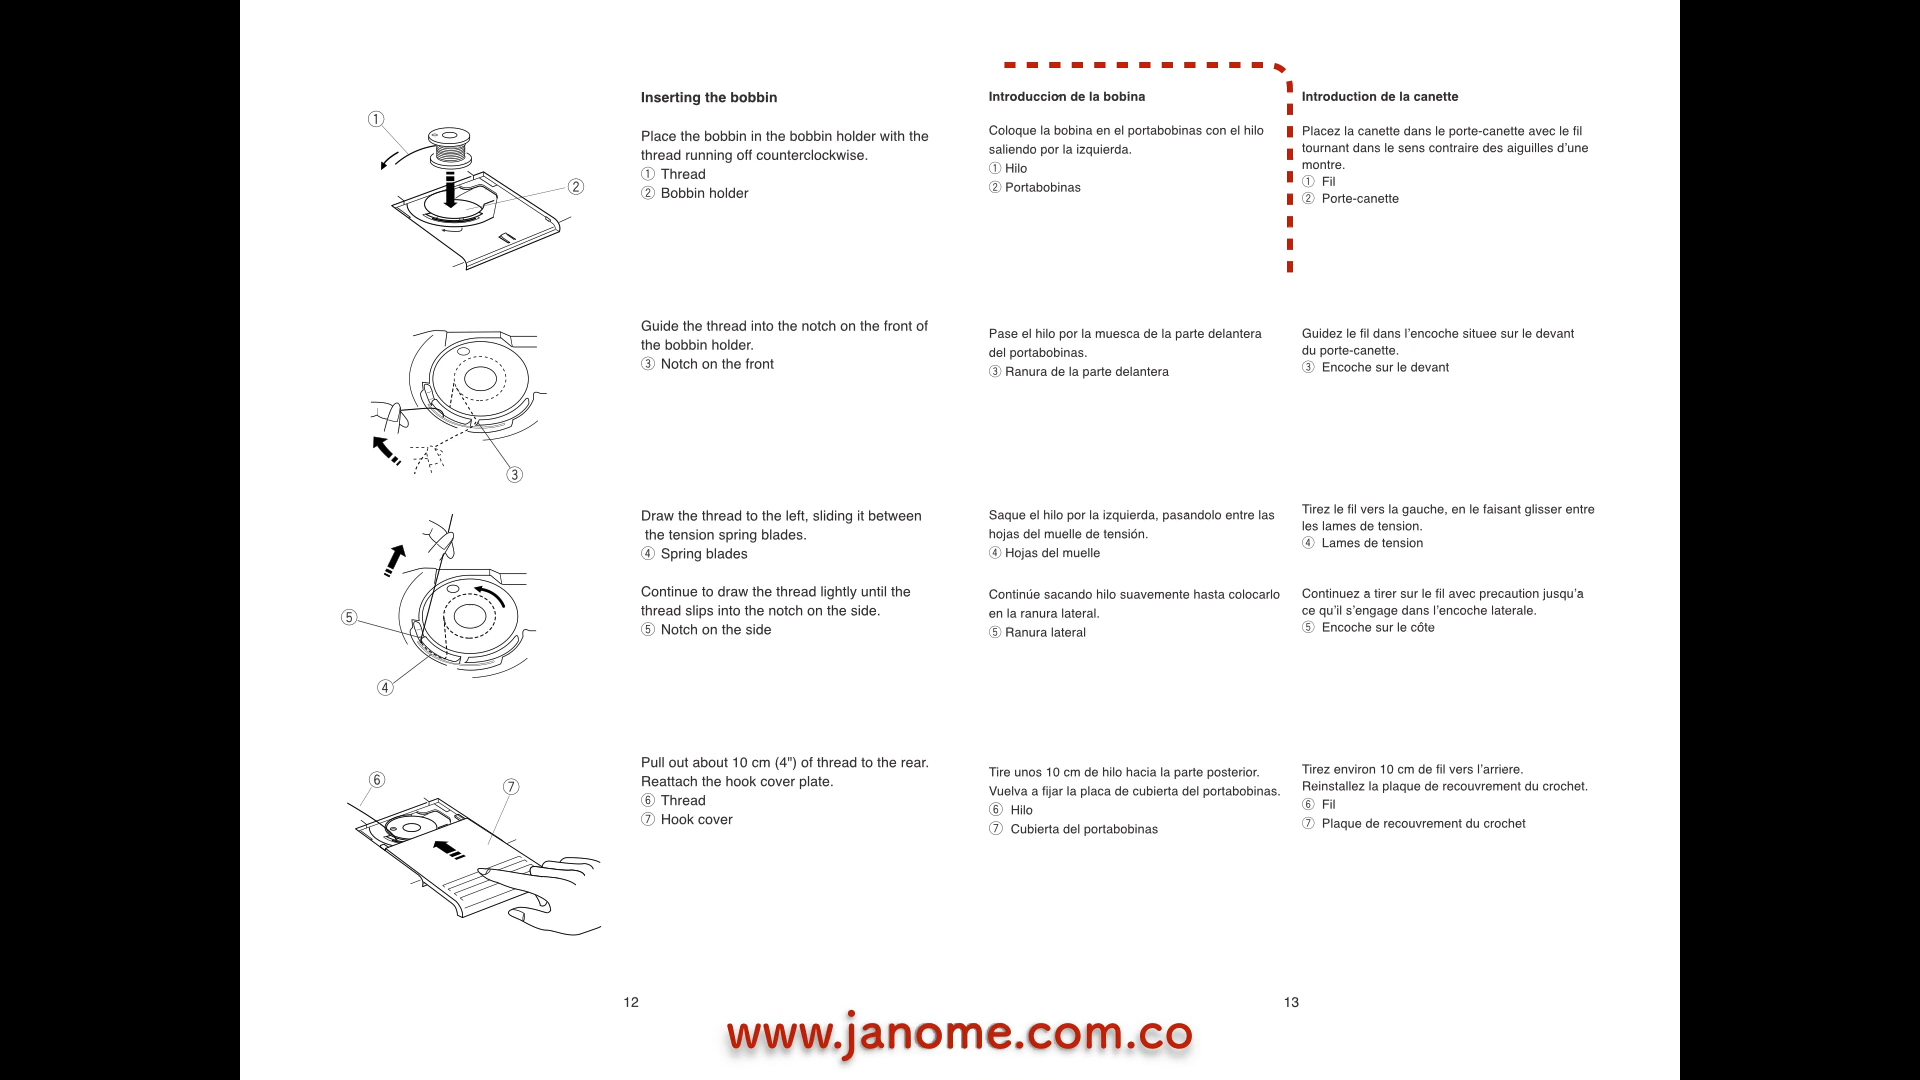 ①
②
③
⑤
④
⑥
⑦
Inserting the bobbin
Place the bobbin in the bobbin holder with the
thread running off counterclockwise.
① Thread
② Bobbin holder
Guide the thread into the notch on the front of
the bobbin holder.
③ Notch on the front
Draw the thread to the left, sliding it between
the tension spring blades.
④ Spring blades
Continue to draw the thread lightly until the
thread slips into the notch on the side.
⑤ Notch on the side
Pull out about 10 cm (4") of thread to the rear.
Reattach the hook cover plate.
⑥ Thread
⑦ Hook cover
12
Introducción de la bobina
Coloque la bobina en el portabobinas con el hilo
saliendo por la izquierda.
① Hilo
② Portabobinas
Pase el hilo por la muesca de la parte delantera
del portabobinas.
③ Ranura de la parte delantera
Saque el hilo por la izquierda, pasandolo entre las
hojas del muelle de tensión.
④ Hojas del muelle
Continúe sacando hilo suavemente hasta colocarlo
en la ranura lateral.
⑤ Ranura lateral
Tire unos 10 cm de hilo hacia la parte posterior.
Vuelva a fijar la placa de cubierta del portabobinas.
⑥ Hilo
⑦ Cubierta del portabobinas
Introduction de la canette
Placez la canette dans le porte-canette avec le fil
tournant dans le sens contraire des aiguilles d’une
montre.
① Fil
② Porte-canette
Guidez le fil dans l’encoche situee sur le devant
du porte-canette.
③ Encoche sur le devant
Tirez le fil vers la gauche, en le faisant glisser entre
les lames de tension.
④ Lames de tension
Continuez a tirer sur le fil avec precaution jusqu’a
ce qu’il s’engage dans l’encoche laterale.
⑤ Encoche sur le côte
Tirez environ 10 cm de fil vers l’arriere.
Reinstallez la plaque de recouvrement du crochet.
⑥ Fil
⑦ Plaque de recouvrement du crochet
13
www.janome.com.co